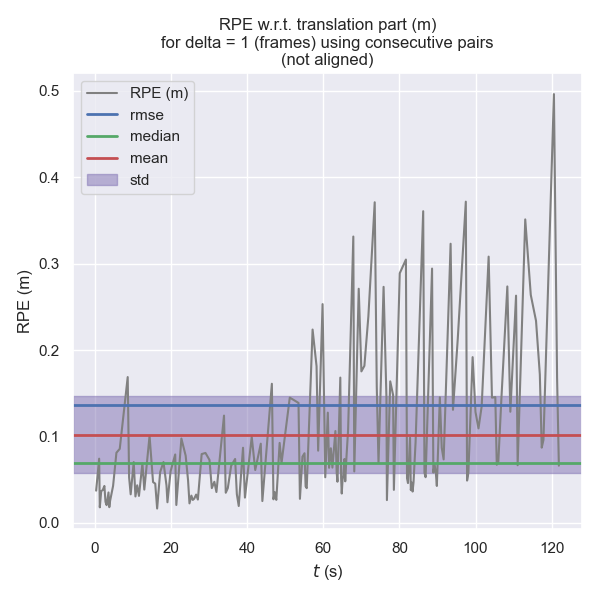 RPE w.r.t. translation part (m)
for delta = 1 (frames) using consecutive pairs
(not aligned)
RPE (m)
rmse
median
mean
std
0.5
0.4
0.3
0.2
0.1
0.0
RPE (m)
0 20 40 60 80 100 120
t (s)